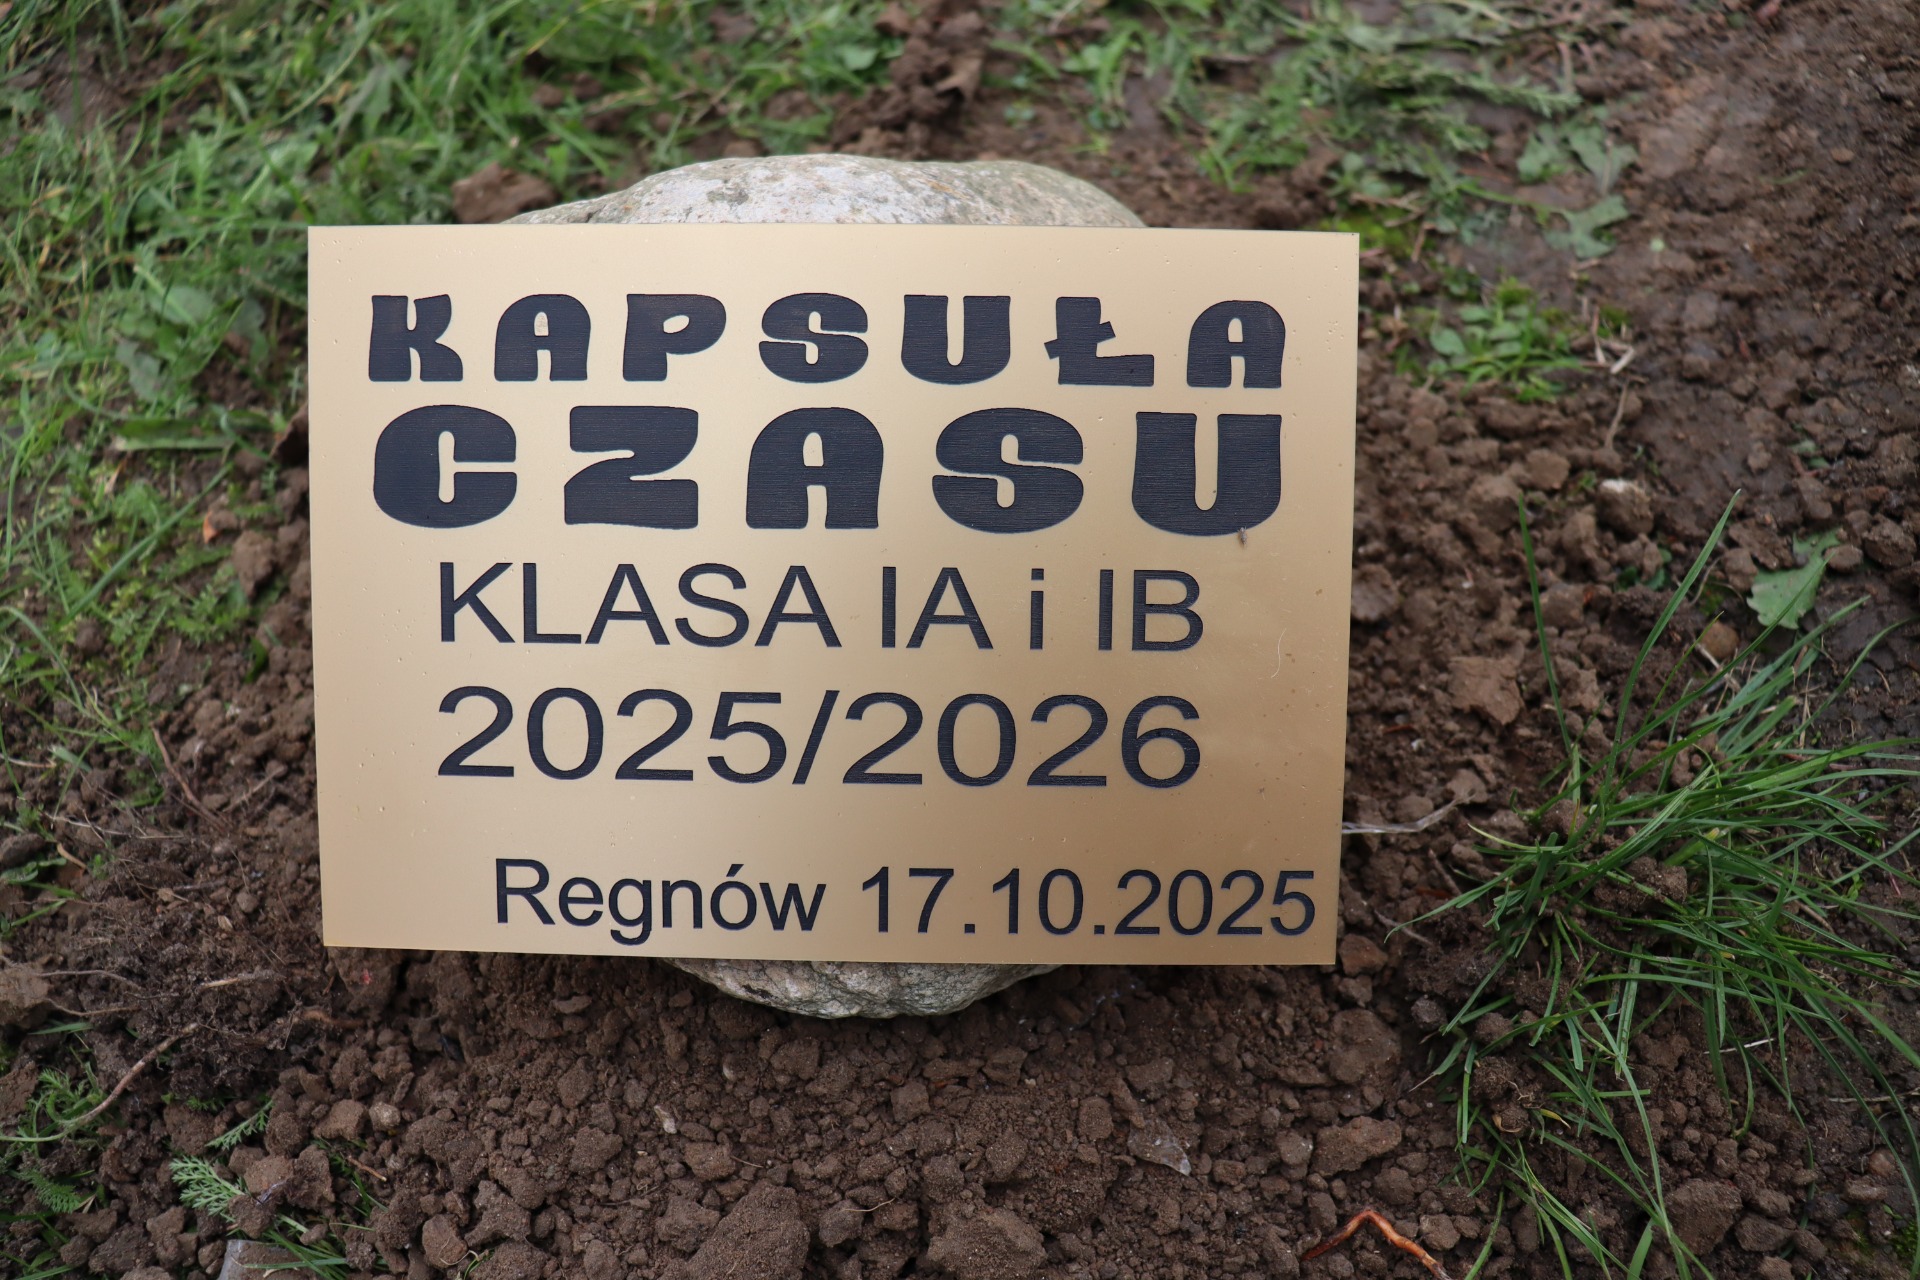 KAPSUŁA
CZASU
KLASA IA i IB
2025/2026
Regnów 17.10.2025